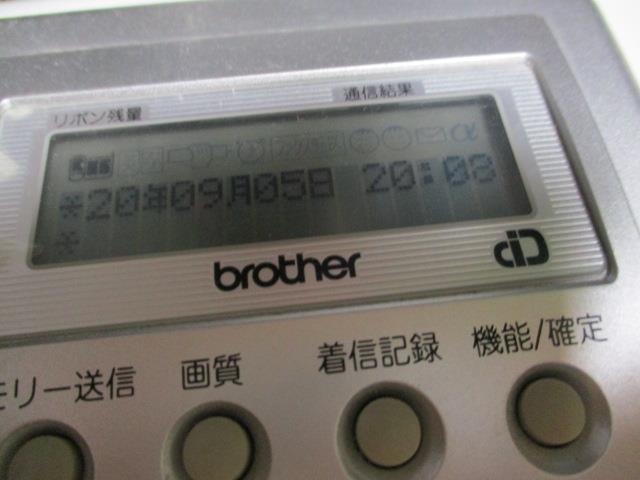 リボン残量 通信結果
*20年09月05日 20:08
*
brother
モリー送信 画質 着信記録 機能/確定